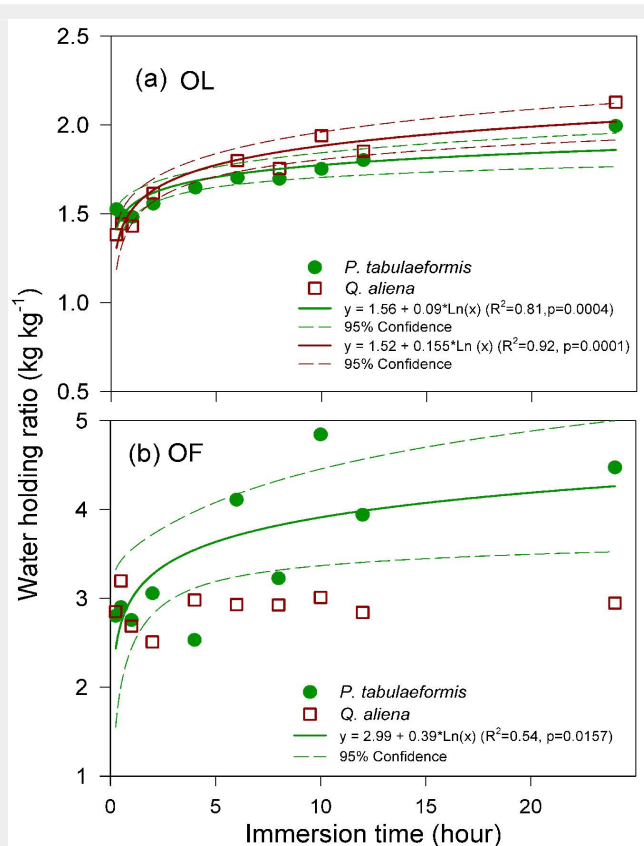 2.5
(a) OL
2.0
1.5
P. tabulaeformis
Q. aliena
1.0
y = 1.56 + 0.09*Ln(x) (R²=0.81,p=0.0004)
95% Confidence
y = 1.52 + 0.155*Ln (x) (R²=0.92, p=0.0001)
95% Confidence
0.5
Water holding ratio (kg kg⁻¹)
5
(b) OF
4
3
P. tabulaeformis
2
Q. aliena
y = 2.99 + 0.39*Ln(x) (R²=0.54, p=0.0157)
95% Confidence
1
0 5 10 15 20
Immersion time (hour)